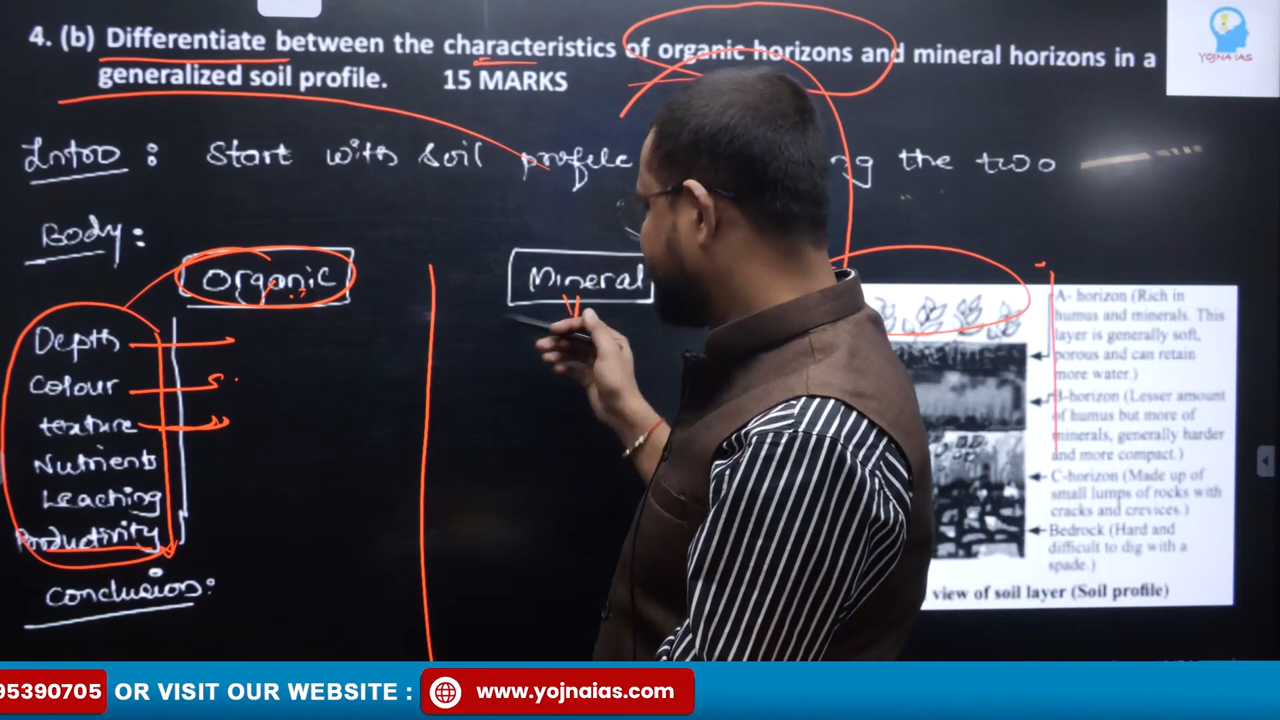 4. (b) Differentiate between the characteristics of organic horizons and mineral horizons in a
generalized soil profile. 15 MARKS
YOJNA IAS
Intro : Start with soil profile ng the two
Body :
Organic
Mineral
Depth
Colour
texture
Nutrients
Leaching
Productivity
Conclusion:
A- horizon (Rich in
humus and minerals. This
layer is generally soft,
porous and can retain
more water.)
B-horizon (Lesser amount
of humus but more of
minerals, generally harder
and more compact.)
C-horizon (Made up of
small lumps of rocks with
cracks and crevices.)
Bedrock (Hard and
difficult to dig with a
spade.)
view of soil layer (Soil profile)
95390705 OR VISIT OUR WEBSITE : www.yojnaias.com